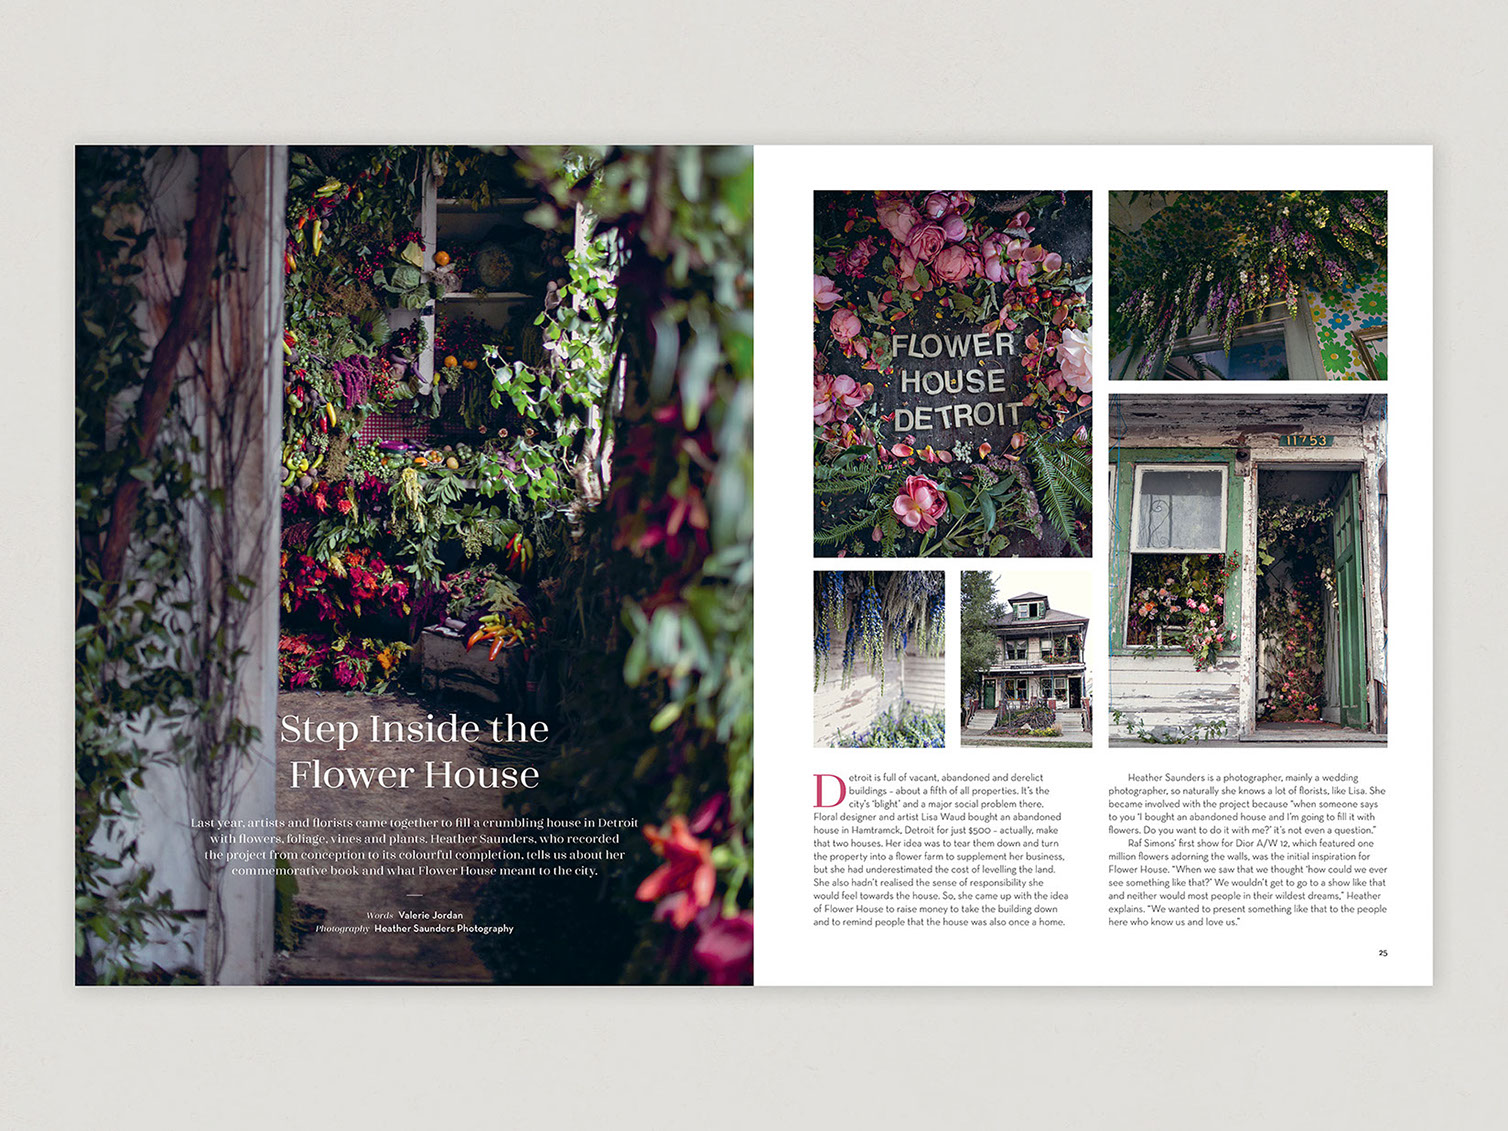 Step Inside the
Flower House
Last year, artists and florists came together to fill a crumbling house in Detroit
with flowers, foliage, vines and plants. Heather Saunders, who recorded
the project from conception to its colourful completion, tells us about her
commemorative book and what Flower House meant to the city.
Words Valerie Jordan
Photography Heather Saunders Photography
FLOWER
HOUSE
DETROIT
11753
Detroit is full of vacant, abandoned and derelict
buildings – about a fifth of all properties. It's the
city's 'blight' and a major social problem there.
Floral designer and artist Lisa Waud bought an abandoned
house in Hamtramck, Detroit for just $500 – actually, make
that two houses. Her idea was to tear them down and turn
the property into a flower farm to supplement her business,
but she had underestimated the cost of levelling the land.
She also hadn't realised the sense of responsibility she
would feel towards the house. So, she came up with the idea
of Flower House to raise money to take the building down
and to remind people that the house was also once a home.
Heather Saunders is a photographer, mainly a wedding
photographer, so naturally she knows a lot of florists, like Lisa. She
became involved with the project because "when someone says
to you 'I bought an abandoned house and I'm going to fill it with
flowers. Do you want to do it with me?' it's not even a question."
Raf Simons' first show for Dior A/W 12, which featured one
million flowers adorning the walls, was the initial inspiration for
Flower House. "When we saw that we thought 'how could we ever
see something like that?' We wouldn't get to go to a show like that
and neither would most people in their wildest dreams," Heather
explains. "We wanted to present something like that to the people
here who know us and love us."
25